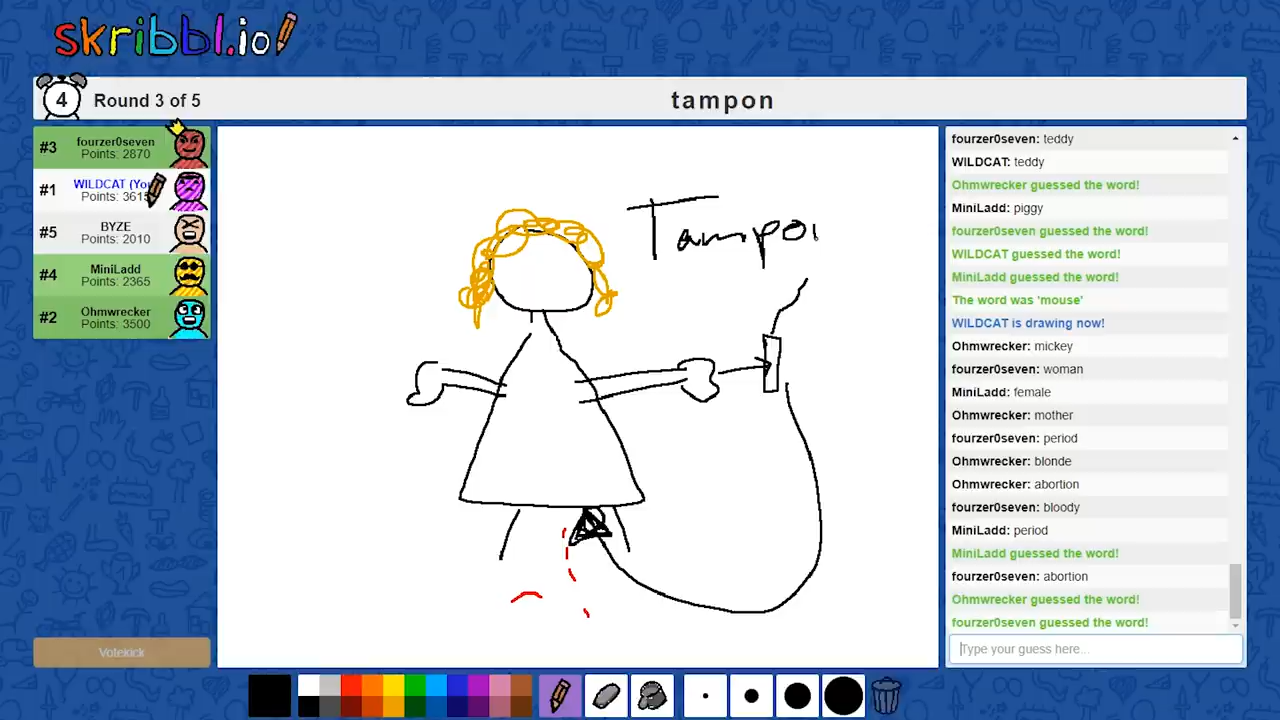 skribbl.io
4
Round 3 of 5
tampon
#3
fourzer0seven
Points: 2870
#1
WILDCAT (You
Points: 3615
#5
BYZE
Points: 2010
#4
MiniLadd
Points: 2365
#2
Ohmwrecker
Points: 3500
Votekick
Tampon
fourzer0seven: teddy
WILDCAT: teddy
Ohmwrecker guessed the word!
MiniLadd: piggy
fourzer0seven guessed the word!
WILDCAT guessed the word!
MiniLadd guessed the word!
The word was 'mouse'
WILDCAT is drawing now!
Ohmwrecker: mickey
fourzer0seven: woman
MiniLadd: female
Ohmwrecker: mother
fourzer0seven: period
Ohmwrecker: blonde
Ohmwrecker: abortion
fourzer0seven: bloody
MiniLadd: period
MiniLadd guessed the word!
fourzer0seven: abortion
Ohmwrecker guessed the word!
fourzer0seven guessed the word!
Type your guess here...